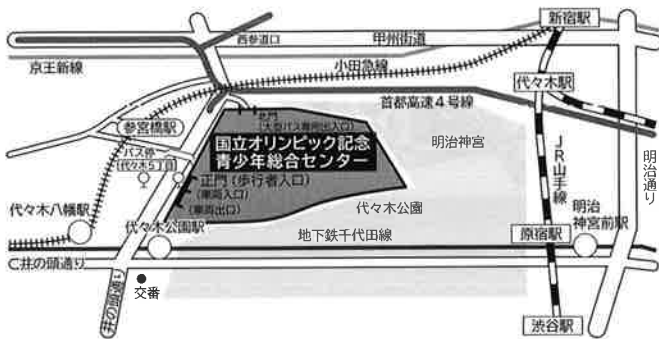 新宿駅
西参道口
甲州街道
京王新線
小田急線
代々木駅
首都高速4号線
参宮橋駅
北門
(大型バス専用出入口)
国立オリンピック記念
青少年総合センター
明治神宮
バス停
代々木5丁目
正門(歩行者入口)
(車両入口)
(車両出口)
JR山手線
明治通り
代々木八幡駅
代々木公園駅
代々木公園
地下鉄千代田線
原宿駅
明治
神宮前駅
井の頭通り
井の頭通り
交番
渋谷駅